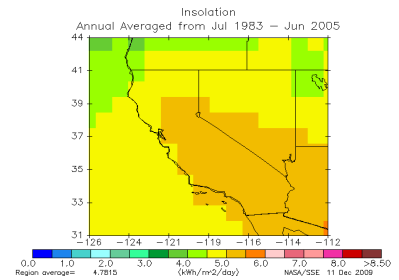 Insolation
Annual Averaged from Jul 1983 – Jun 2005
44
41
39
37
35
33
31
-126 -124 -121 -119 -116 -114 -112
0.0 1.0 2.0 3.0 4.0 5.0 6.0 7.0 8.0 >8.50
Region average= 4.7815 (kWh/m^2/day) NASA/SSE 11 Dec 2009